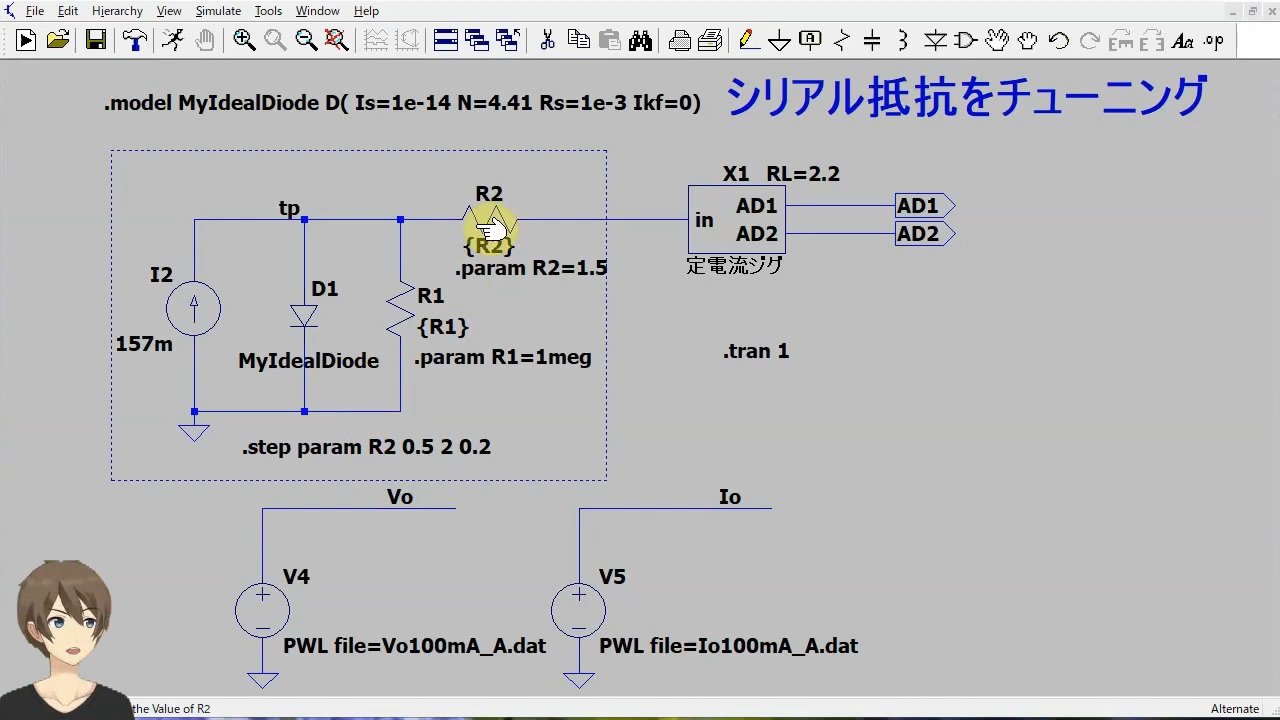 File Edit Hierarchy View Simulate Tools Window Help
.model MyIdealDiode D( Is=1e-14 N=4.41 Rs=1e-3 Ikf=0)
シリアル抵抗をチューニング
X1 RL=2.2
R2
tp
in
AD1
AD1
AD2
AD2
{R2}
.param R2=1.5
定電流ジグ
I2
D1
R1
{R1}
157m
MyIdealDiode
.param R1=1meg
.tran 1
.step param R2 0.5 2 0.2
Vo
Io
V4
V5
PWL file=Vo100mA_A.dat
PWL file=Io100mA_A.dat
the Value of R2
Alternate